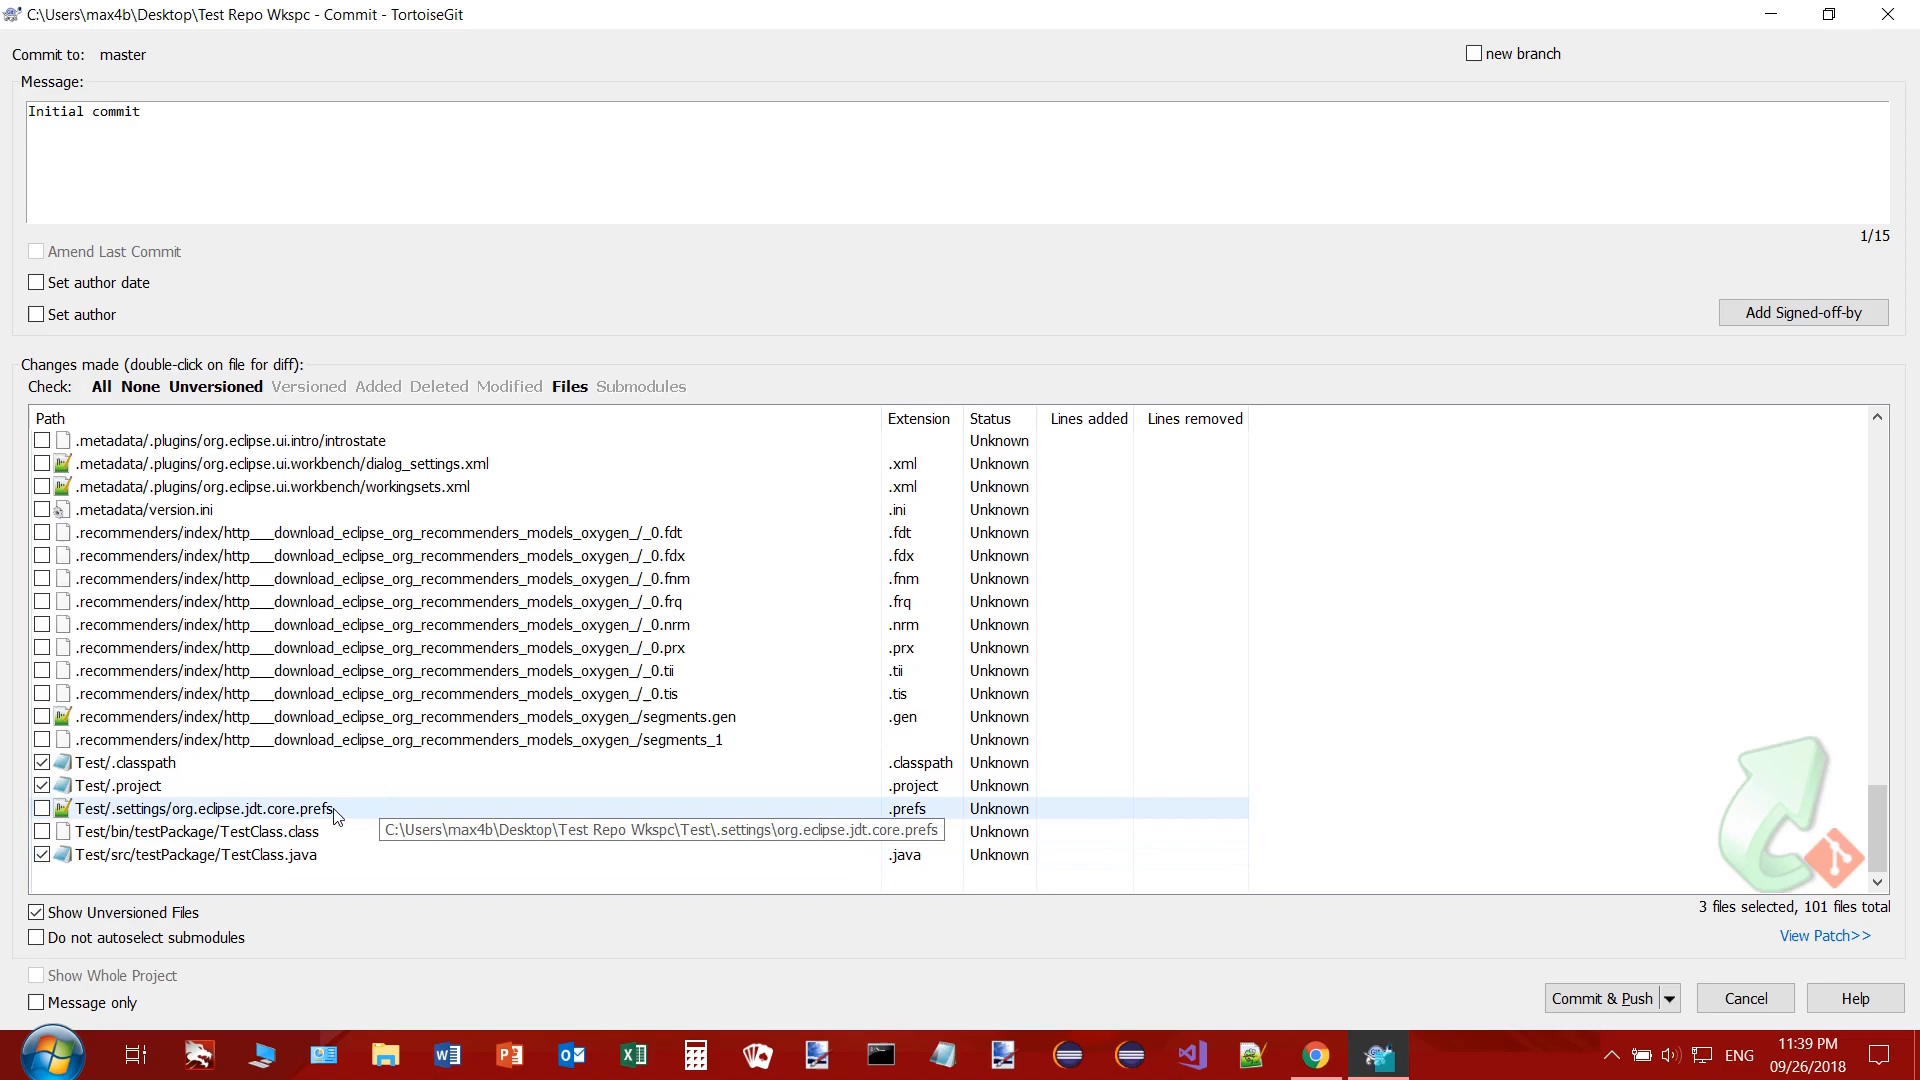 C:\Users\max4b\Desktop\Test Repo Wkspc - Commit - TortoiseGit
Commit to: master
new branch
Message:
Initial commit
1/15
Amend Last Commit
Set author date
Set author
Add Signed-off-by
Changes made (double-click on file for diff):
Check: All None Unversioned Versioned Added Deleted Modified Files Submodules
Path Extension Status Lines added Lines removed
.metadata/.plugins/org.eclipse.ui.intro/introstate Unknown
.metadata/.plugins/org.eclipse.ui.workbench/dialog_settings.xml .xml Unknown
.metadata/.plugins/org.eclipse.ui.workbench/workingsets.xml .xml Unknown
.metadata/version.ini .ini Unknown
.recommenders/index/http___download_eclipse_org_recommenders_models_oxygen_/_0.fdt .fdt Unknown
.recommenders/index/http___download_eclipse_org_recommenders_models_oxygen_/_0.fdx .fdx Unknown
.recommenders/index/http___download_eclipse_org_recommenders_models_oxygen_/_0.fnm .fnm Unknown
.recommenders/index/http___download_eclipse_org_recommenders_models_oxygen_/_0.frq .frq Unknown
.recommenders/index/http___download_eclipse_org_recommenders_models_oxygen_/_0.nrm .nrm Unknown
.recommenders/index/http___download_eclipse_org_recommenders_models_oxygen_/_0.prx .prx Unknown
.recommenders/index/http___download_eclipse_org_recommenders_models_oxygen_/_0.tii .tii Unknown
.recommenders/index/http___download_eclipse_org_recommenders_models_oxygen_/_0.tis .tis Unknown
.recommenders/index/http___download_eclipse_org_recommenders_models_oxygen_/segments.gen .gen Unknown
.recommenders/index/http___download_eclipse_org_recommenders_models_oxygen_/segments_1 Unknown
Test/.classpath .classpath Unknown
Test/.project .project Unknown
Test/.settings/org.eclipse.jdt.core.prefs .prefs Unknown
Test/bin/testPackage/TestClass.class Unknown
C:\Users\max4b\Desktop\Test Repo Wkspc\Test\.settings\org.eclipse.jdt.core.prefs
Test/src/testPackage/TestClass.java .java Unknown
Show Unversioned Files
3 files selected, 101 files total
Do not autoselect submodules
View Patch>>
Show Whole Project
Message only
Commit & Push
Cancel
Help
ENG
11:39 PM
09/26/2018